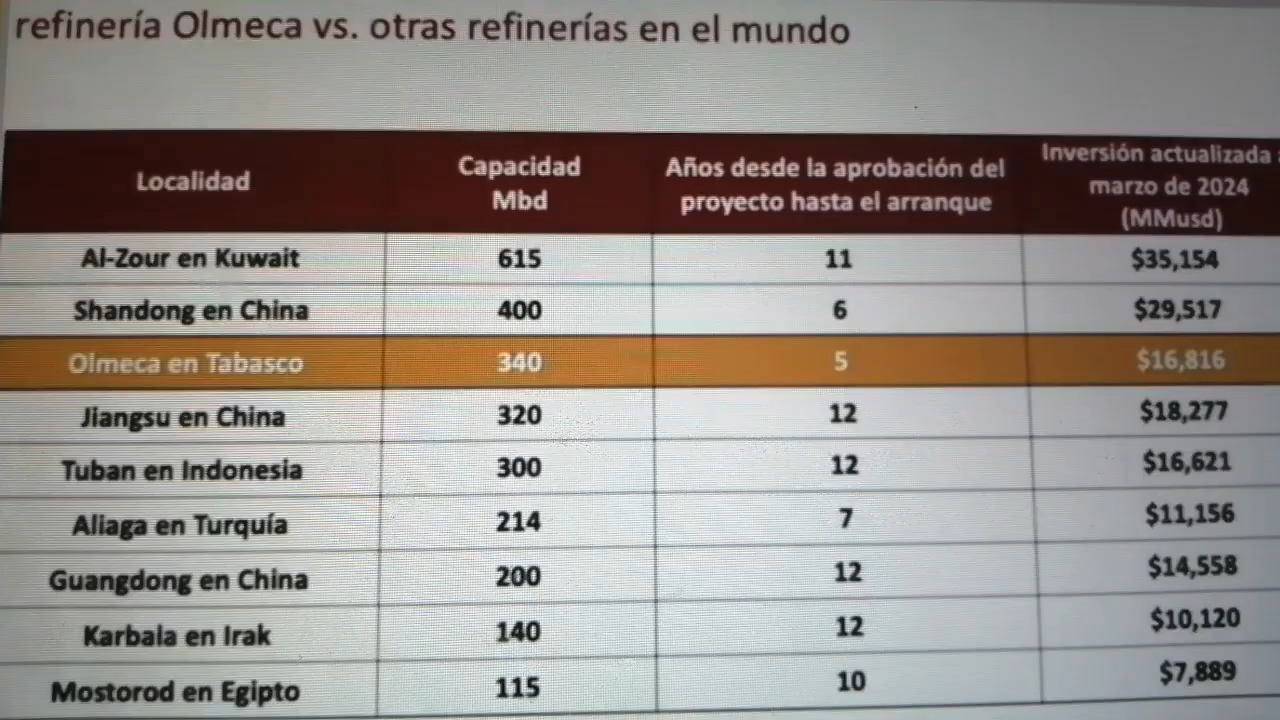 refinería Olmeca vs. otras refinerías en el mundo
Localidad
Capacidad
Mbd
Años desde la aprobación del
proyecto hasta el arranque
Inversión actualizada
marzo de 2024
(MMusd)
Al-Zour en Kuwait 615 11 $35,154
Shandong en China 400 6 $29,517
Olmeca en Tabasco 340 5 $16,816
Jiangsu en China 320 12 $18,277
Tuban en Indonesia 300 12 $16,621
Aliaga en Turquía 214 7 $11,156
Guangdong en China 200 12 $14,558
Karbala en Irak 140 12 $10,120
Mostorod en Egipto 115 10 $7,889